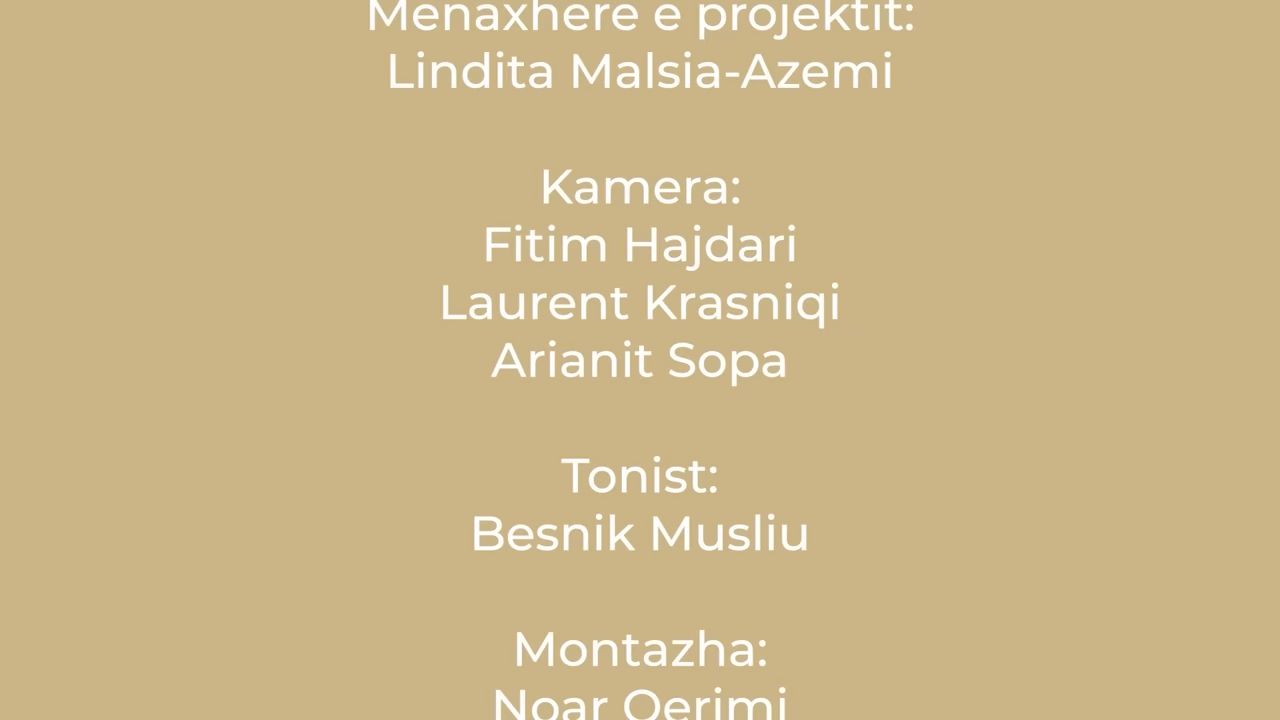 Menaxhere e projektit:
Lindita Malsia-Azemi
Kamera:
Fitim Hajdari
Laurent Krasniqi
Arianit Sopa
Tonist:
Besnik Musliu
Montazha:
Noar Qerimi